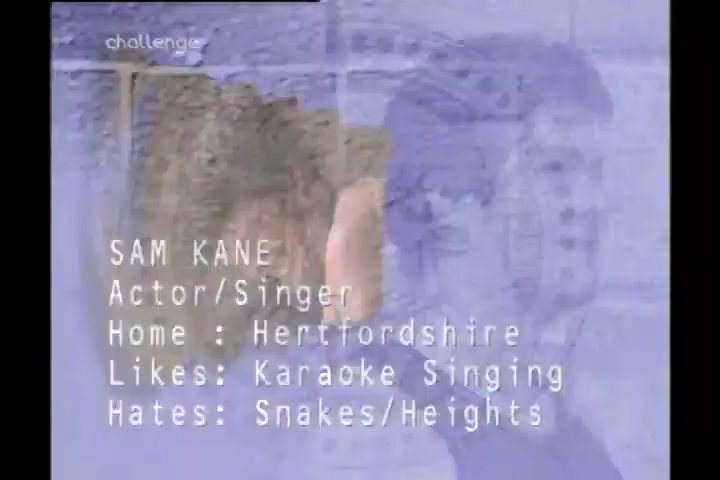 challenge
SAM KANE
Actor/Singer
Home : Hertfordshire
Likes: Karaoke Singing
Hates: Snakes/Heights